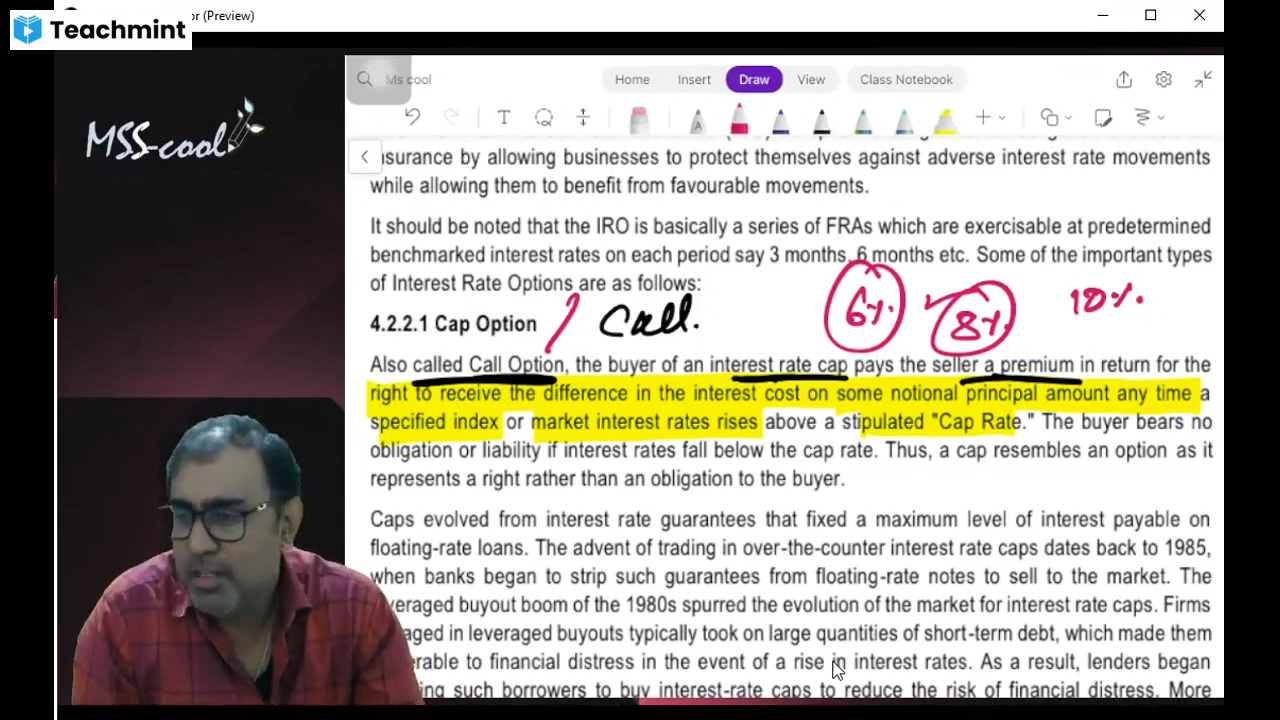 Teachmint
or (Preview)
MSS-cool
Ms cool
Home Insert Draw View Class Notebook
insurance by allowing businesses to protect themselves against adverse interest rate movements
while allowing them to benefit from favourable movements.
It should be noted that the IRO is basically a series of FRAs which are exercisable at predetermined
benchmarked interest rates on each period say 3 months, 6 months etc. Some of the important types
of Interest Rate Options are as follows:
6%. 8%. 10%.
4.2.2.1 Cap Option Call.
Also called Call Option, the buyer of an interest rate cap pays the seller a premium in return for the
right to receive the difference in the interest cost on some notional principal amount any time a
specified index or market interest rates rises above a stipulated "Cap Rate." The buyer bears no
obligation or liability if interest rates fall below the cap rate. Thus, a cap resembles an option as it
represents a right rather than an obligation to the buyer.
Caps evolved from interest rate guarantees that fixed a maximum level of interest payable on
floating-rate loans. The advent of trading in over-the-counter interest rate caps dates back to 1985,
when banks began to strip such guarantees from floating-rate notes to sell to the market. The
veraged buyout boom of the 1980s spurred the evolution of the market for interest rate caps. Firms
aged in leveraged buyouts typically took on large quantities of short-term debt, which made them
erable to financial distress in the event of a rise in interest rates. As a result, lenders began
ing such borrowers to buy interest-rate caps to reduce the risk of financial distress. More